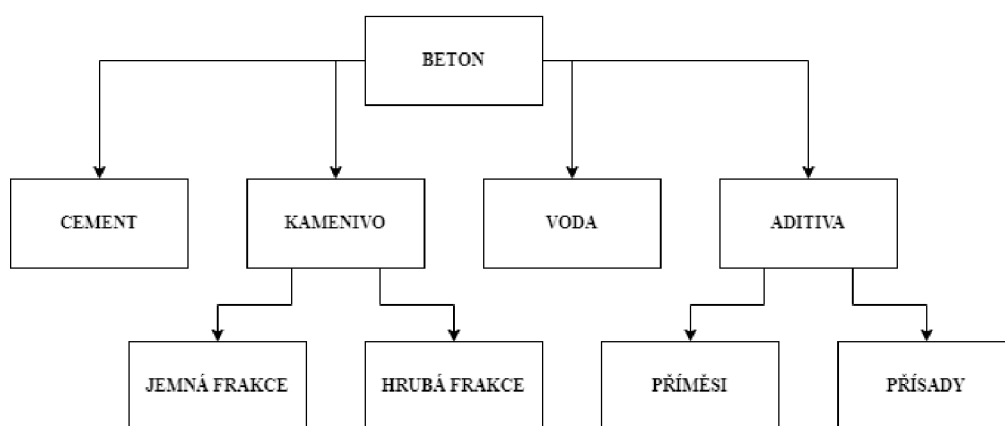 BETON
CEMENT
KAMENIVO
VODA
ADITIVA
JEMNÁ FRAKCE
HRUBÁ FRAKCE
PŘÍMĚSI
PŘÍSADY